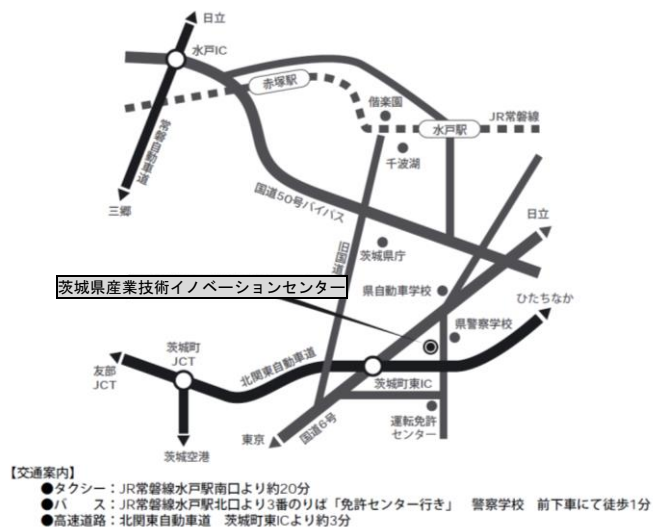 日立
水戸IC
赤塚駅
偕楽園
JR常磐線
水戸駅
千波湖
常磐自動車道
三郷
国道50号バイパス
日立
茨城県庁
旧国道
茨城県産業技術イノベーションセンター
県自動車学校
ひたちなか
県警察学校
茨城町
JCT
北関東自動車道
友部
JCT
茨城町東IC
運転免許
センター
国道6号
東京
茨城空港
【交通案内】
●タクシー：JR常磐線水戸駅南口より約20分
●バ　ス：JR常磐線水戸駅北口より3番のりば「免許センター行き」　警察学校　前下車にて徒歩1分
●高速道路：北関東自動車道　茨城町東ICより約3分